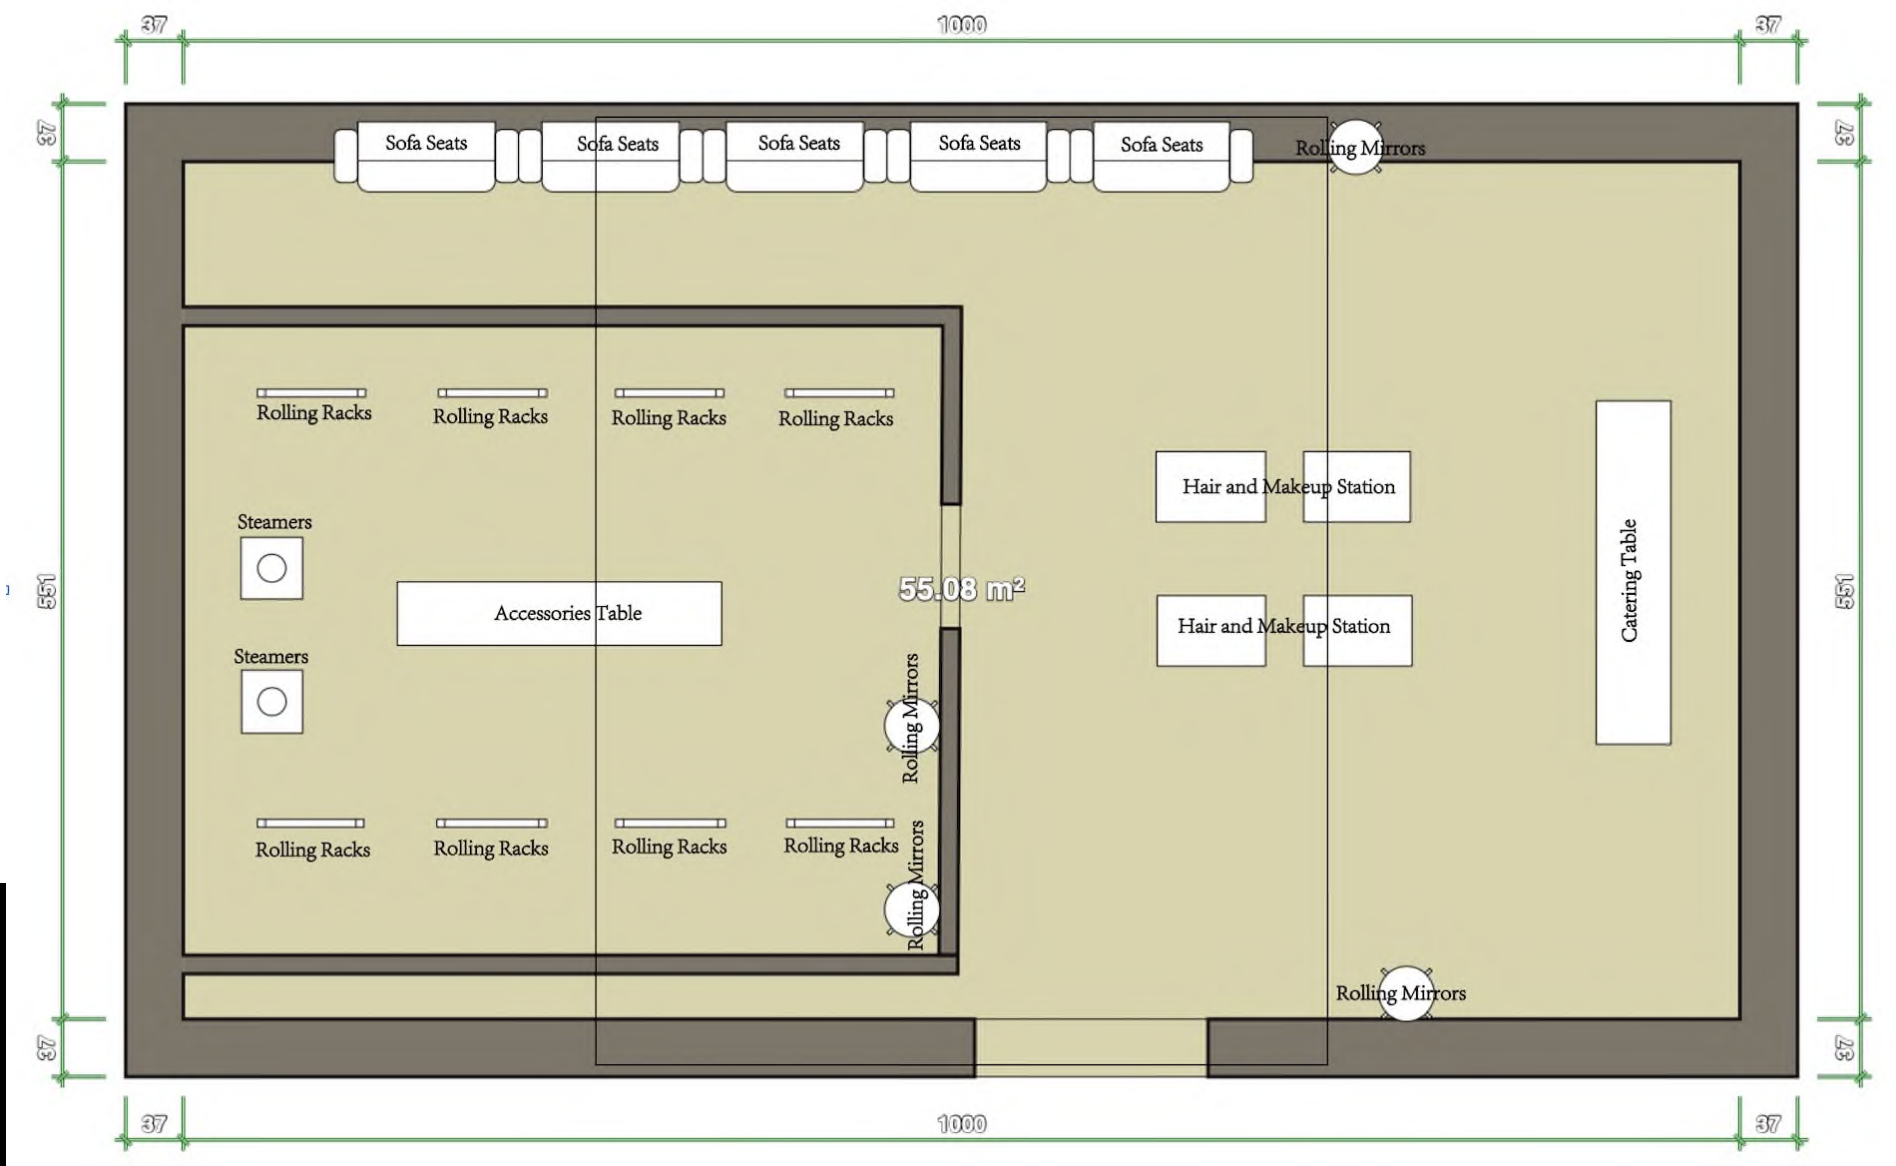 37
1000
37
37
37
Sofa Seats
Sofa Seats
Sofa Seats
Sofa Seats
Sofa Seats
Rolling Mirrors
Rolling Racks
Rolling Racks
Rolling Racks
Rolling Racks
Hair and Makeup Station
Steamers
551
55.08 m²
551
Accessories Table
Catering Table
Hair and Makeup Station
Steamers
Rolling Mirrors
Rolling Racks
Rolling Racks
Rolling Racks
Rolling Racks
Rolling Mirrors
Rolling Mirrors
37
37
37
1000
37